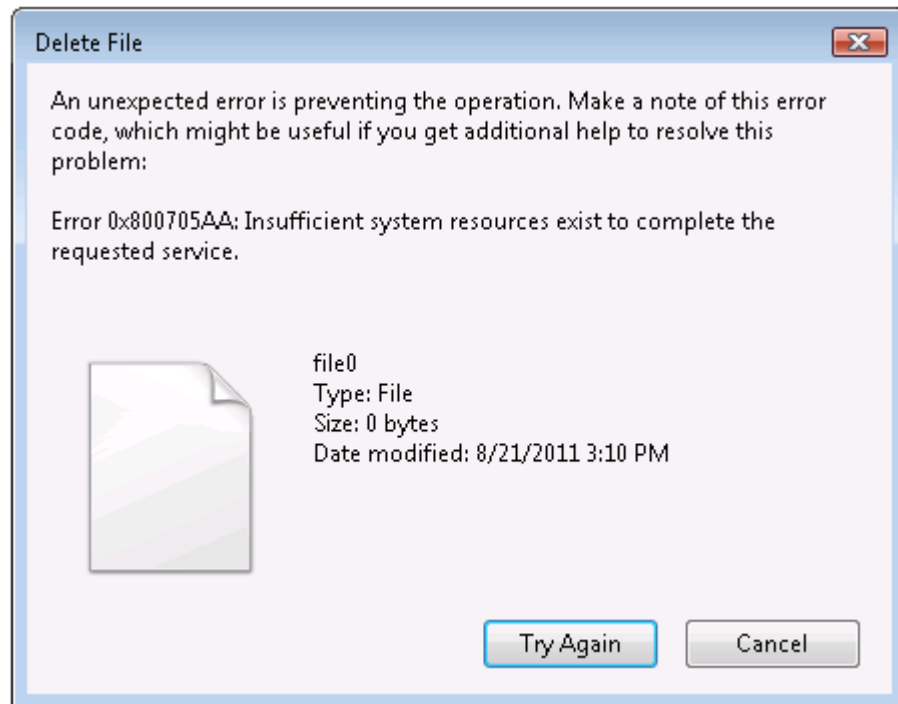 Delete File
An unexpected error is preventing the operation. Make a note of this error
code, which might be useful if you get additional help to resolve this
problem:
Error 0x800705AA: Insufficient system resources exist to complete the
requested service.
file0
Type: File
Size: 0 bytes
Date modified: 8/21/2011 3:10 PM
Try Again
Cancel